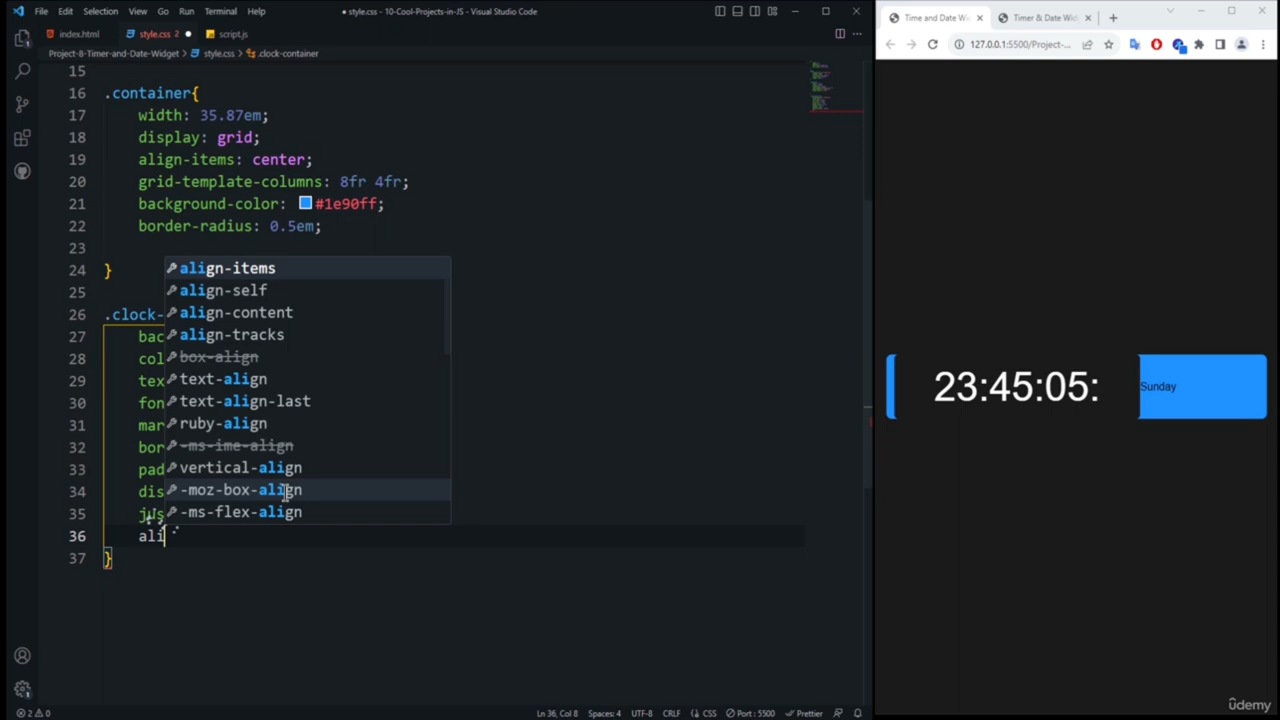 File Edit Selection View Go Run Terminal Help
● style.css - 10-Cool-Projects-in-JS - Visual Studio Code
index.html
style.css 2 ●
script.js
Project-8-Timer-and-Date-Widget > style.css > .clock-container
15
16 .container{
17 width: 35.87em;
18 display: grid;
19 align-items: center;
20 grid-template-columns: 8fr 4fr;
21 background-color: #1e90ff;
22 border-radius: 0.5em;
23
24 }
25
26 .clock-
27 bac
28 col
29 tex
30 fon
31 mar
32 bor
33 pad
34 dis
35 jus
36 ali
37 }
align-items
align-self
align-content
align-tracks
box-align
text-align
text-align-last
ruby-align
-ms-ime-align
vertical-align
-moz-box-align
-ms-flex-align
2 0
Ln 36, Col 8 Spaces: 4 UTF-8 CRLF {} CSS Port : 5500 Prettier
Time and Date Wi
Timer & Date Wid
127.0.0.1:5500/Project-...
23:45:05:
Sunday
ûdemy